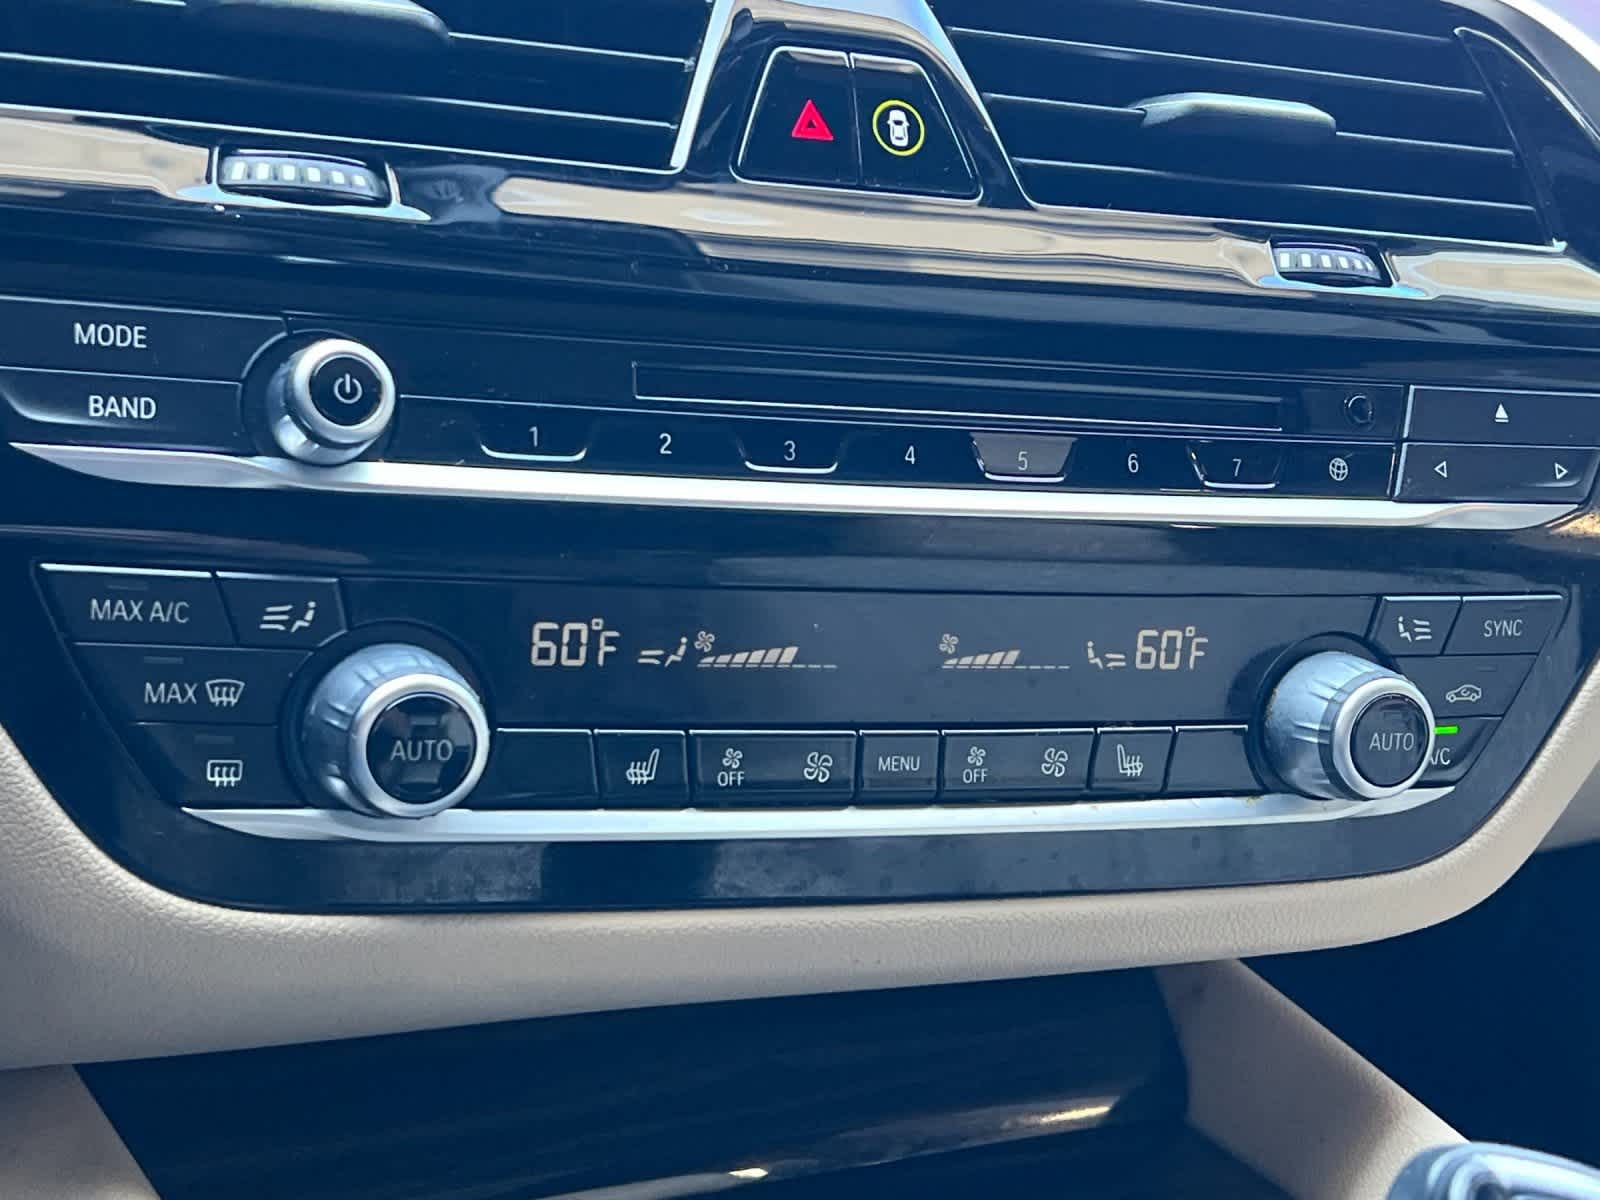 MODE
BAND
1 2 3 4 5 6 7
MAX A/C
60°F
60°F
SYNC
MAX
AUTO
AUTO
A/C
OFF
MENU
OFF